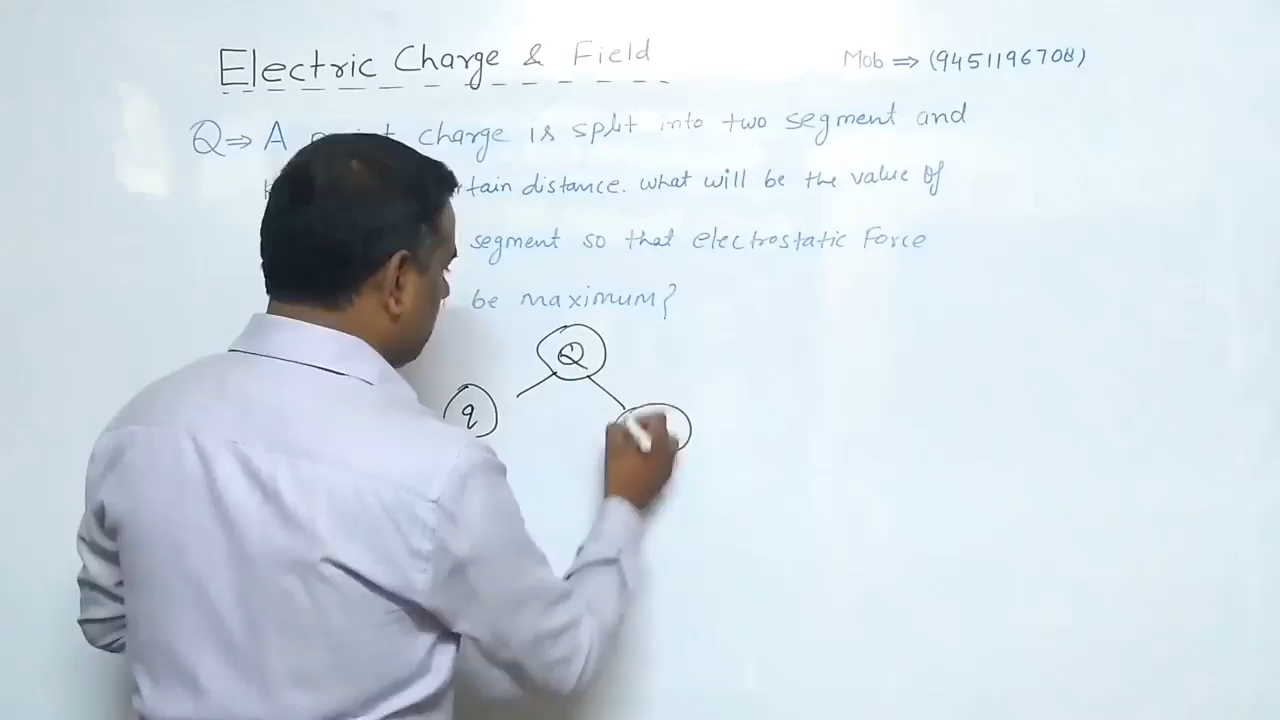 Electric Charge & Field
Mob ⇒ (9451196708)
Q ⇒ A charge is split into two segment and
distance. what will be the value of
segment so that electrostatic Force
be maximum?
Q
q